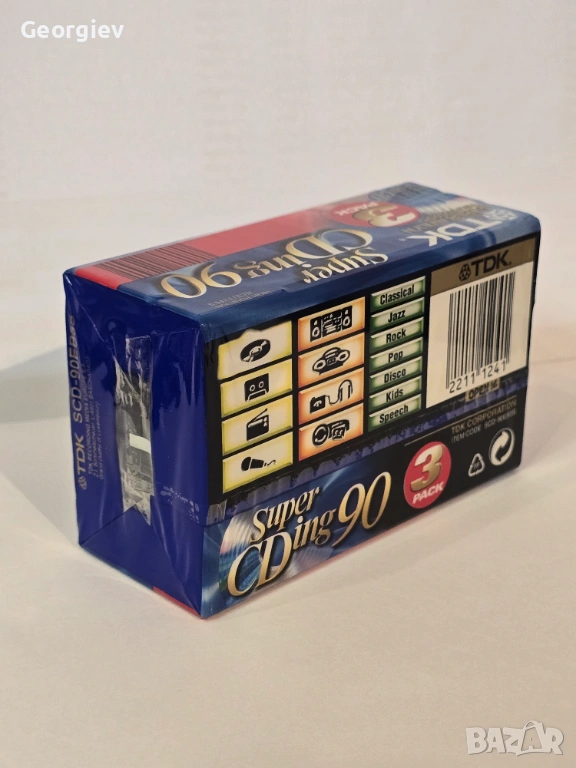 Georgiev
3 PACK
TDK
Super
CDing 90
TDK
Classical
Jazz
Rock
Pop
Disco
Kids
Speech
2211 1241
TDK CORPORATION
TDK SCD-90
Super
CDing 90
3
PACK
BAZAR